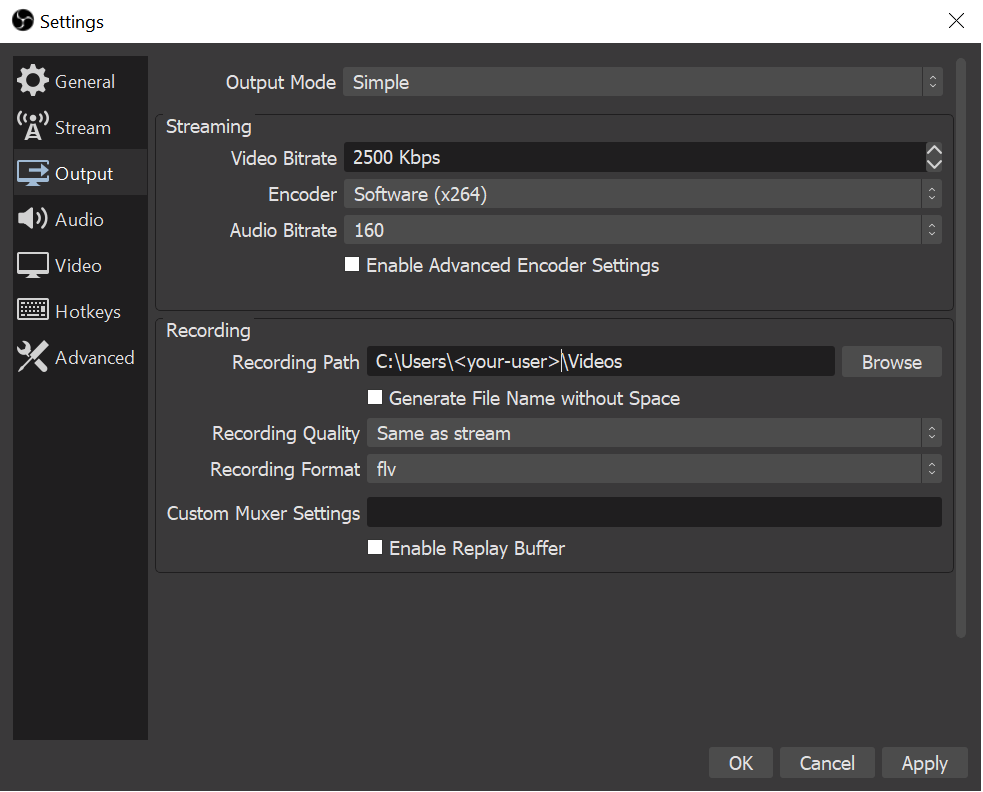 Settings
General
Stream
Output
Audio
Video
Hotkeys
Advanced
Output Mode Simple
Streaming
Video Bitrate 2500 Kbps
Encoder Software (x264)
Audio Bitrate 160
Enable Advanced Encoder Settings
Recording
Recording Path C:\Users\<your-user>\Videos Browse
Generate File Name without Space
Recording Quality Same as stream
Recording Format flv
Custom Muxer Settings
Enable Replay Buffer
OK Cancel Apply